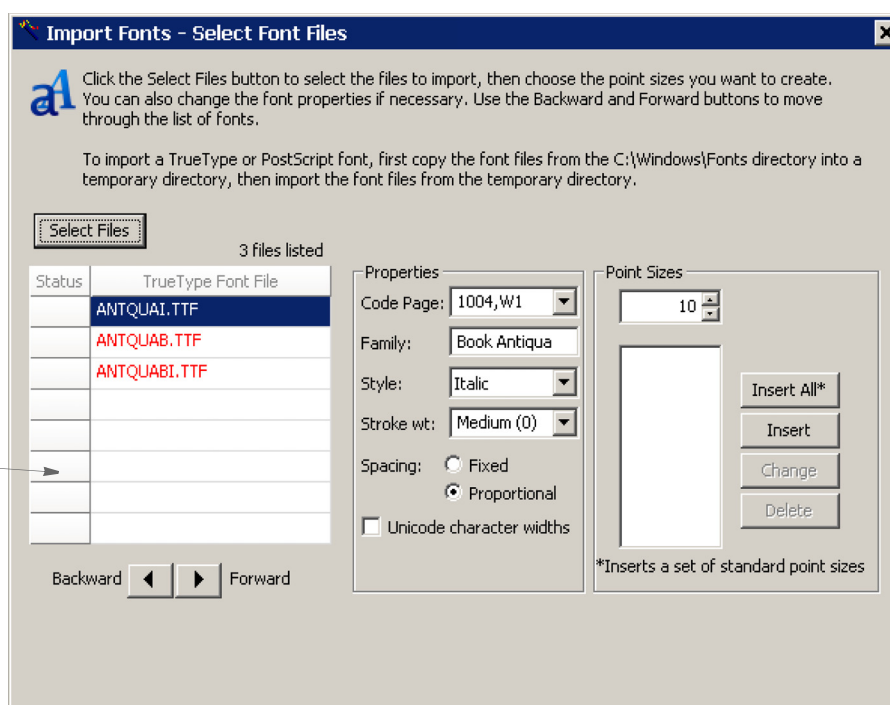 Import Fonts - Select Font Files
Click the Select Files button to select the files to import, then choose the point sizes you want to create.
You can also change the font properties if necessary. Use the Backward and Forward buttons to move
through the list of fonts.
To import a TrueType or PostScript font, first copy the font files from the C:\Windows\Fonts directory into a
temporary directory, then import the font files from the temporary directory.
Select Files
3 files listed
Status TrueType Font File
ANTQUAI.TTF
ANTQUAB.TTF
ANTQUABI.TTF
Backward Forward
Properties
Code Page: 1004,W1
Family: Book Antiqua
Style: Italic
Stroke wt: Medium (0)
Spacing: Fixed
Proportional
Unicode character widths
Point Sizes
10
Insert All*
Insert
Change
Delete
*Inserts a set of standard point sizes